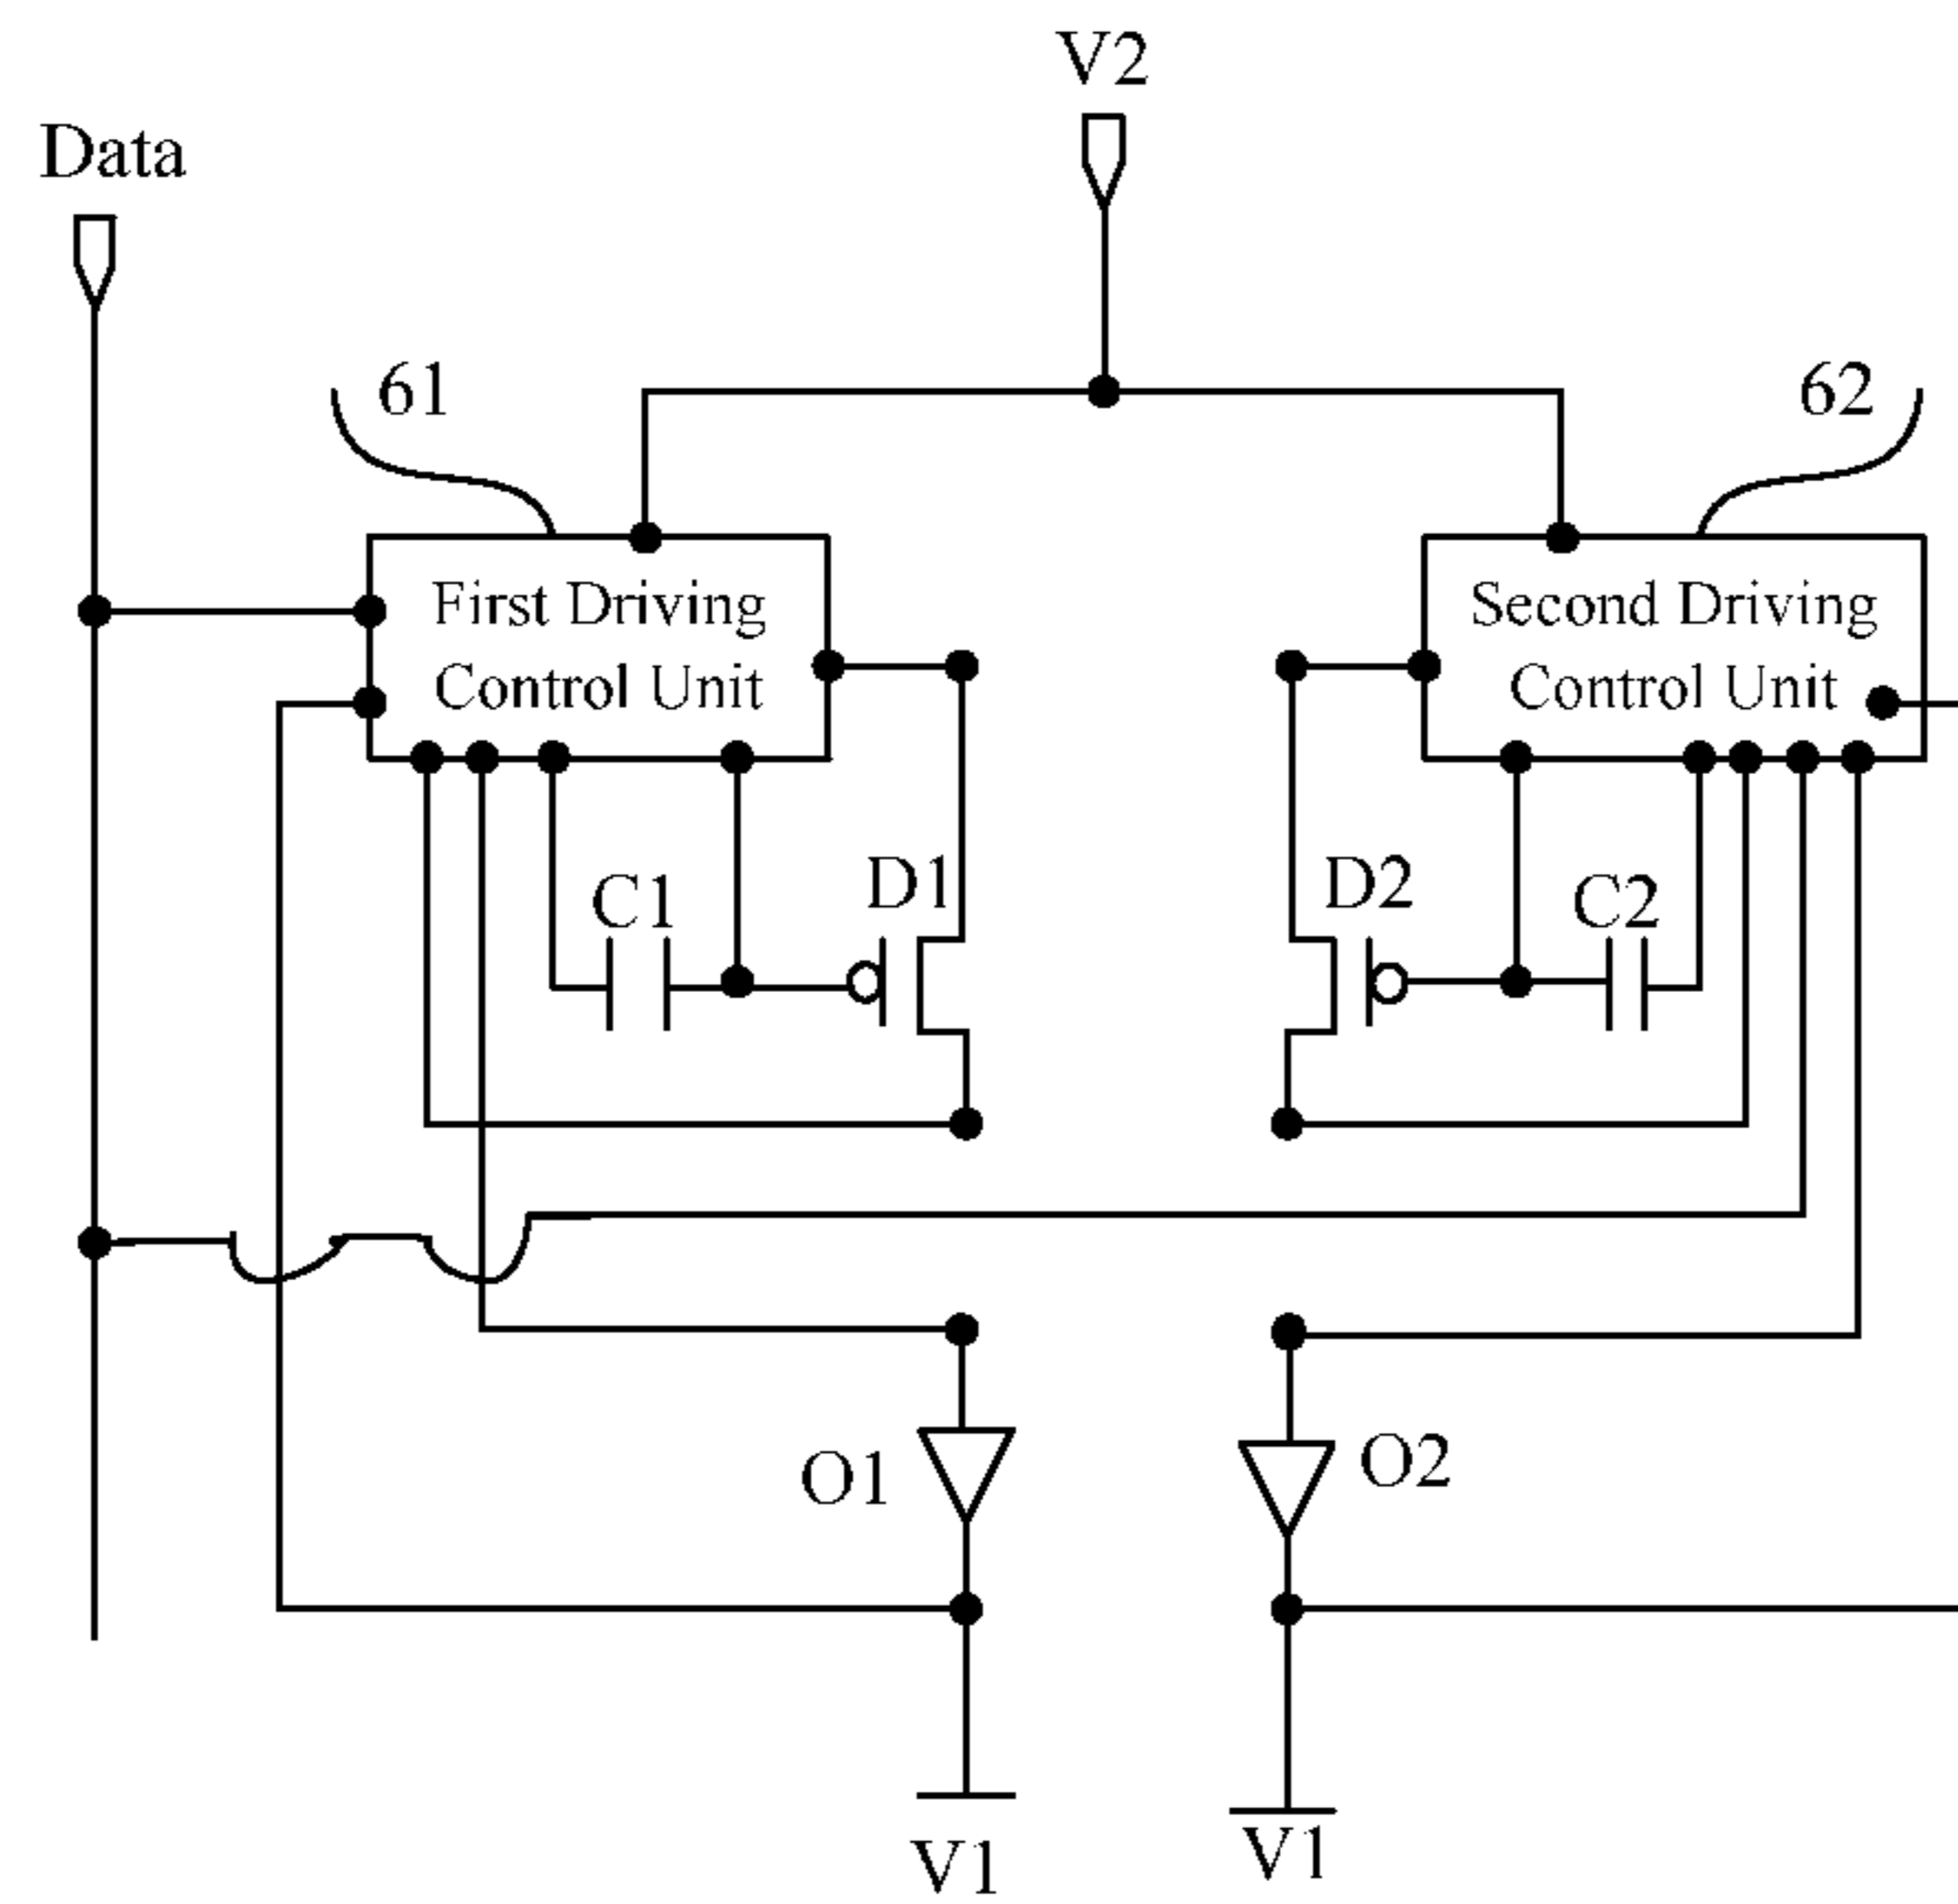 V2
Data
61
62
First Driving
Control Unit
Second Driving
Control Unit
C1
D1
D2
C2
O1
O2
V1
V1